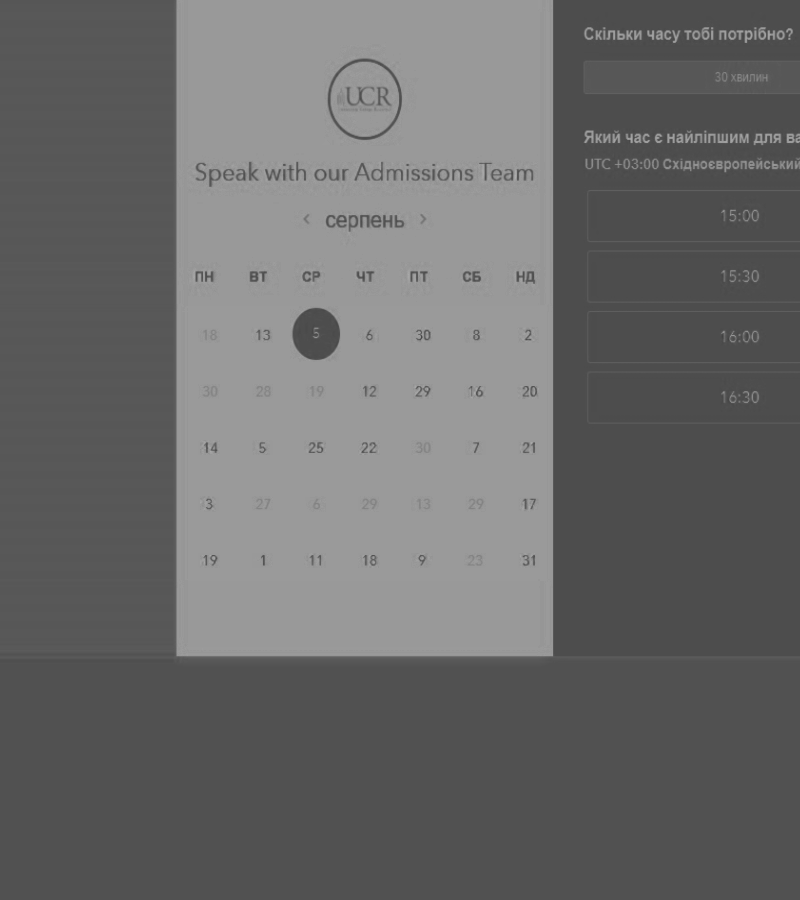 UCR
Speak with our Admissions Team
< серпень >
ПН ВТ СР ЧТ ПТ СБ НД
18 13 5 6 30 8 2
30 28 19 12 29 16 20
14 5 25 22 30 7 21
3 27 6 29 13 29 17
19 1 11 18 9 23 31
Скільки часу тобі потрібно?
30 хвилин
Який час є найліпшим для ва
UTC +03:00 Східноєвропейський
15:00
15:30
16:00
16:30